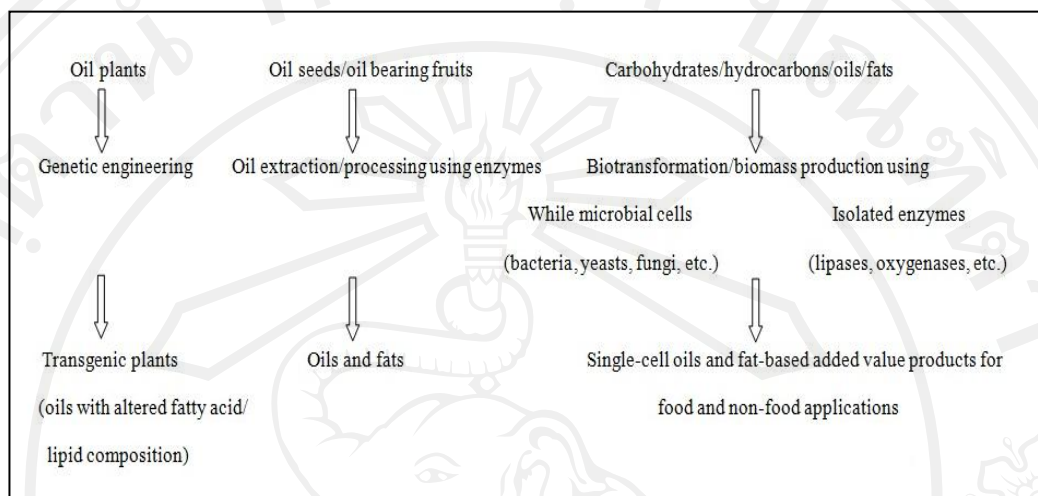 Oil plants
Oil seeds/oil bearing fruits
Carbohydrates/hydrocarbons/oils/fats
Genetic engineering
Oil extraction/processing using enzymes
Biotransformation/biomass production using
While microbial cells
Isolated enzymes
(bacteria, yeasts, fungi, etc.)
(lipases, oxygenases, etc.)
Transgenic plants
Oils and fats
Single-cell oils and fat-based added value products for
(oils with altered fatty acid/
food and non-food applications
lipid composition)